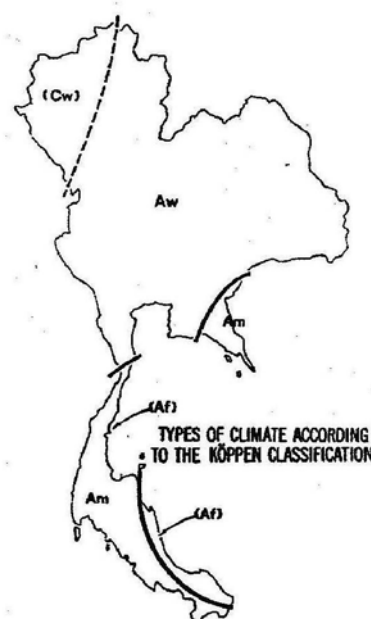 (Cw)
Aw
Am
(Af)
TYPES OF CLIMATE ACCORDING
TO THE KÖPPEN CLASSIFICATION
Am
(Af)